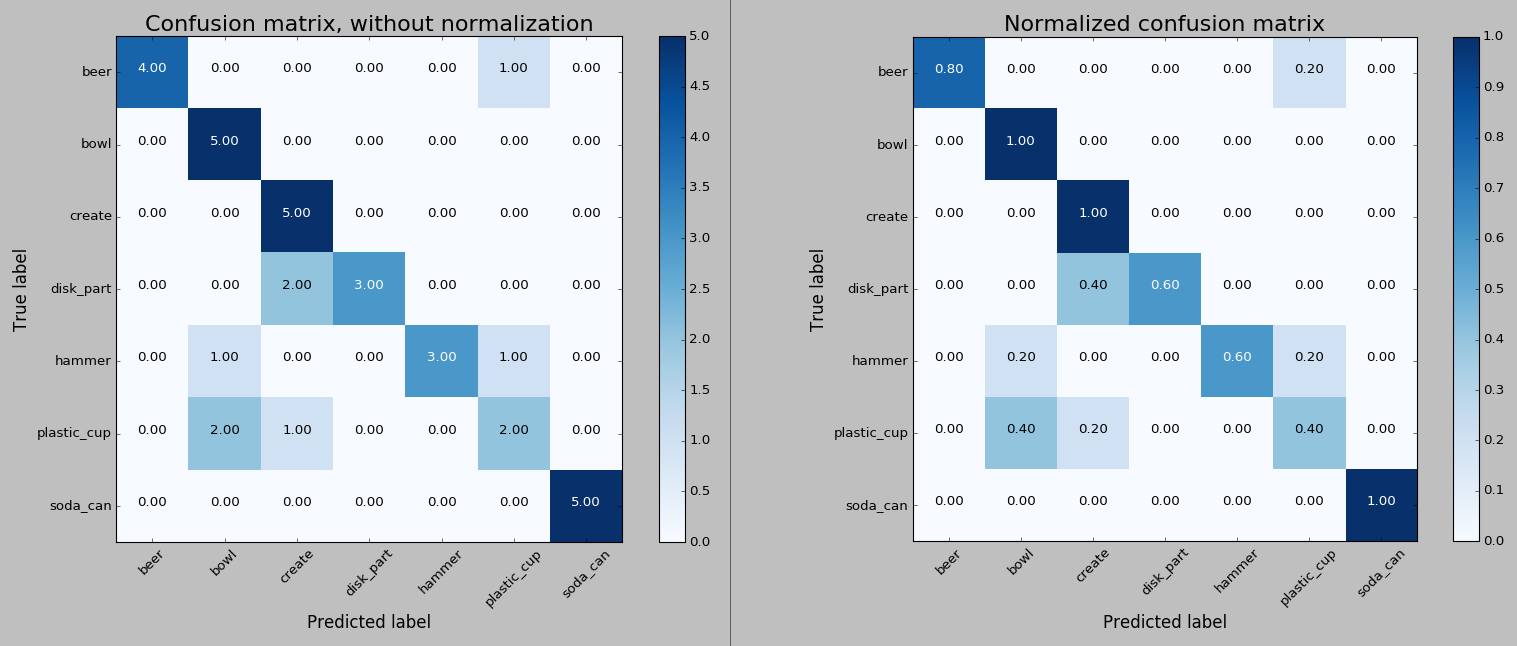 Confusion matrix, without normalization
beer 4.00 0.00 0.00 0.00 0.00 1.00 0.00
bowl 0.00 5.00 0.00 0.00 0.00 0.00 0.00
create 0.00 0.00 5.00 0.00 0.00 0.00 0.00
disk_part 0.00 0.00 2.00 3.00 0.00 0.00 0.00
hammer 0.00 1.00 0.00 0.00 3.00 1.00 0.00
plastic_cup 0.00 2.00 1.00 0.00 0.00 2.00 0.00
soda_can 0.00 0.00 0.00 0.00 0.00 0.00 5.00
beer bowl create disk_part hammer plastic_cup soda_can
True label
Predicted label
5.0
4.5
4.0
3.5
3.0
2.5
2.0
1.5
1.0
0.5
0.0
Normalized confusion matrix
beer 0.80 0.00 0.00 0.00 0.00 0.20 0.00
bowl 0.00 1.00 0.00 0.00 0.00 0.00 0.00
create 0.00 0.00 1.00 0.00 0.00 0.00 0.00
disk_part 0.00 0.00 0.40 0.60 0.00 0.00 0.00
hammer 0.00 0.20 0.00 0.00 0.60 0.20 0.00
plastic_cup 0.00 0.40 0.20 0.00 0.00 0.40 0.00
soda_can 0.00 0.00 0.00 0.00 0.00 0.00 1.00
beer bowl create disk_part hammer plastic_cup soda_can
True label
Predicted label
1.0
0.9
0.8
0.7
0.6
0.5
0.4
0.3
0.2
0.1
0.0